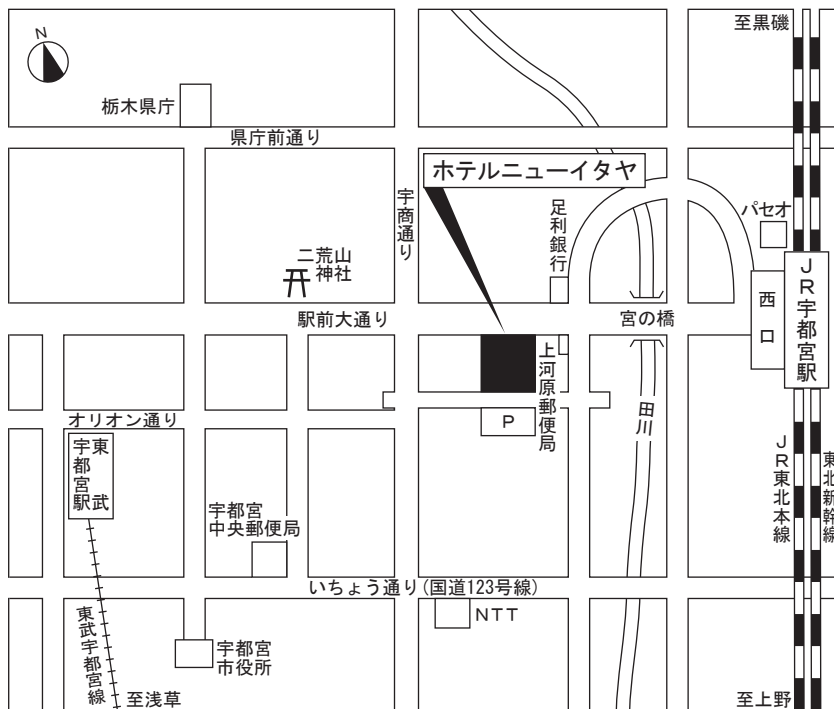 N
至黒磯
栃木県庁
県庁前通り
ホテルニューイタヤ
宇商通り
足利銀行
パセオ
二荒山
神社
JR宇都宮駅
西口
駅前大通り
宮の橋
上河原郵便局
P
田川
オリオン通り
東武
宇都宮駅
JR東北本線
東北新幹線
宇都宮
中央郵便局
いちょう通り(国道123号線)
NTT
東武宇都宮線
宇都宮
市役所
至浅草
至上野